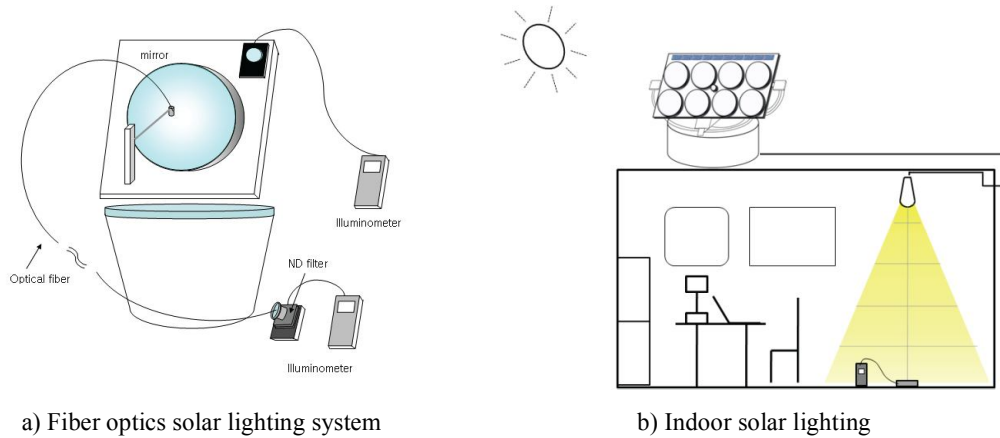 mirror
Illuminometer
Optical fiber
ND filter
Illuminometer
a) Fiber optics solar lighting system
b) Indoor solar lighting